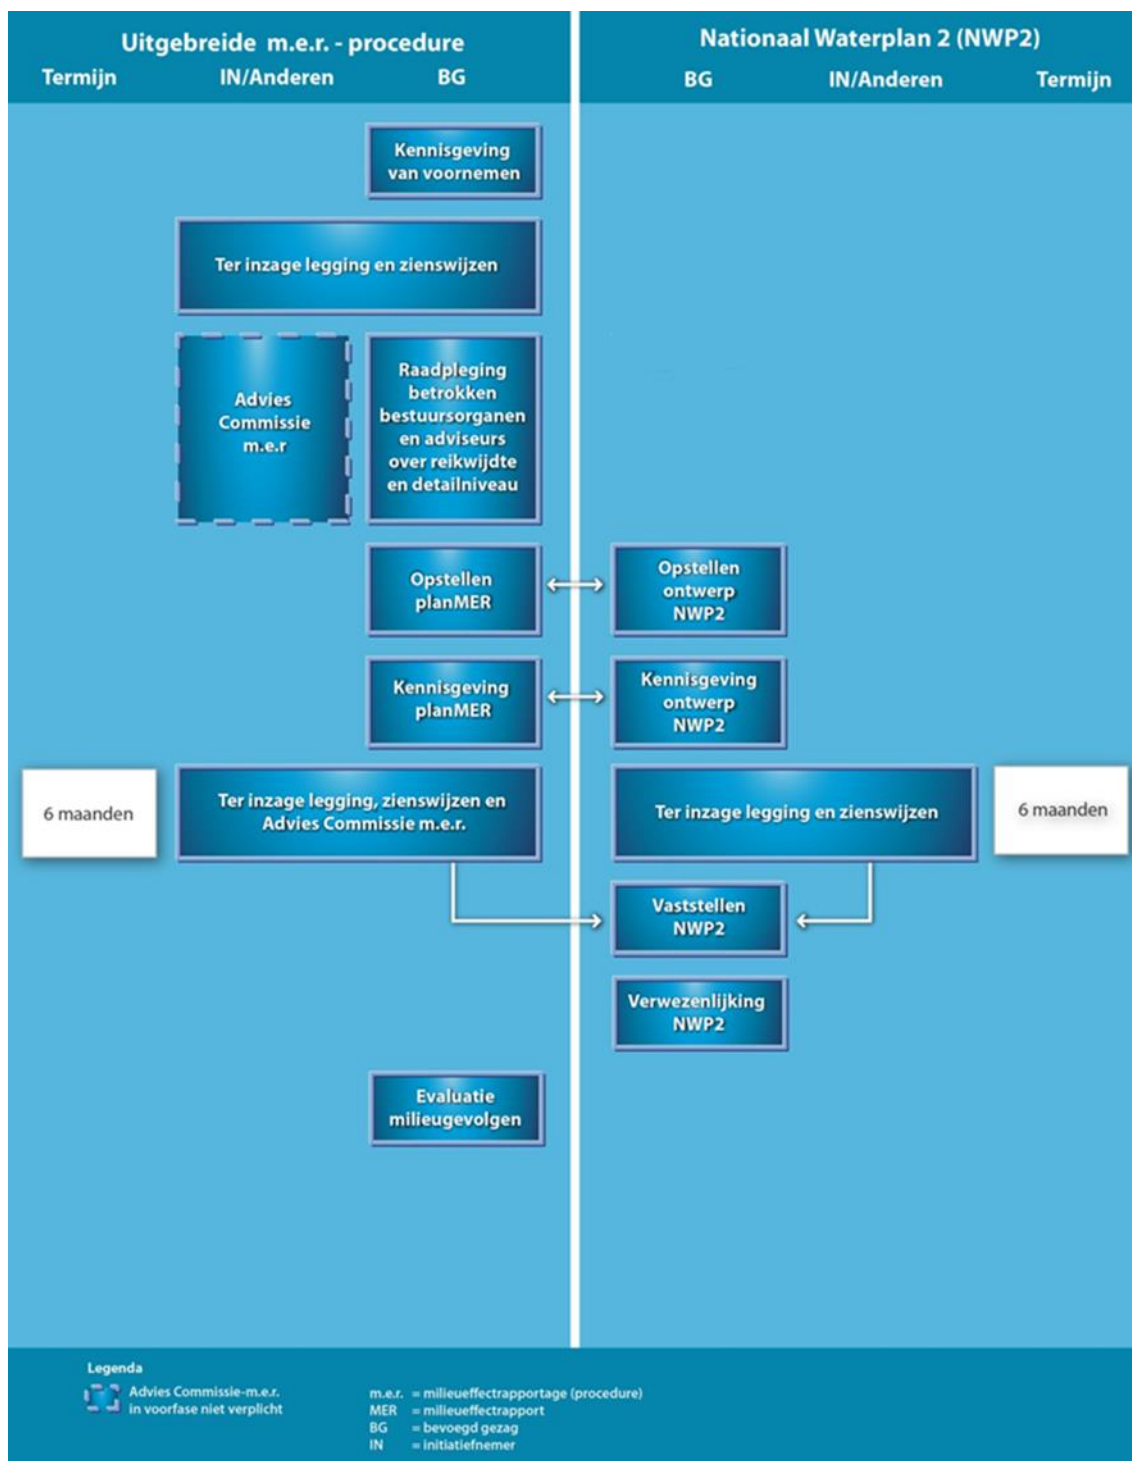 Uitgebreide m.e.r. - procedure
Termijn
IN/Anderen
BG
Nationaal Waterplan 2 (NWP2)
BG
IN/Anderen
Termijn
Kennisgeving
van voornemen
Ter inzage legging en zienswijzen
Advies
Commissie
m.e.r
Raadpleging
betrokken
bestuursorganen
en adviseurs
over reikwijdte
en detailniveau
Opstellen
planMER
Opstellen
ontwerp
NWP2
Kennisgeving
planMER
Kennisgeving
ontwerp
NWP2
6 maanden
Ter inzage legging, zienswijzen en
Advies Commissie m.e.r.
Ter inzage legging en zienswijzen
6 maanden
Vaststellen
NWP2
Verwezenlijking
NWP2
Evaluatie
milieugevolgen
Legenda
Advies Commissie-m.e.r.
in voorfase niet verplicht
m.e.r. = milieueffectrapportage (procedure)
MER = milieueffectrapport
BG = bevoegd gezag
IN = initiatiefnemer